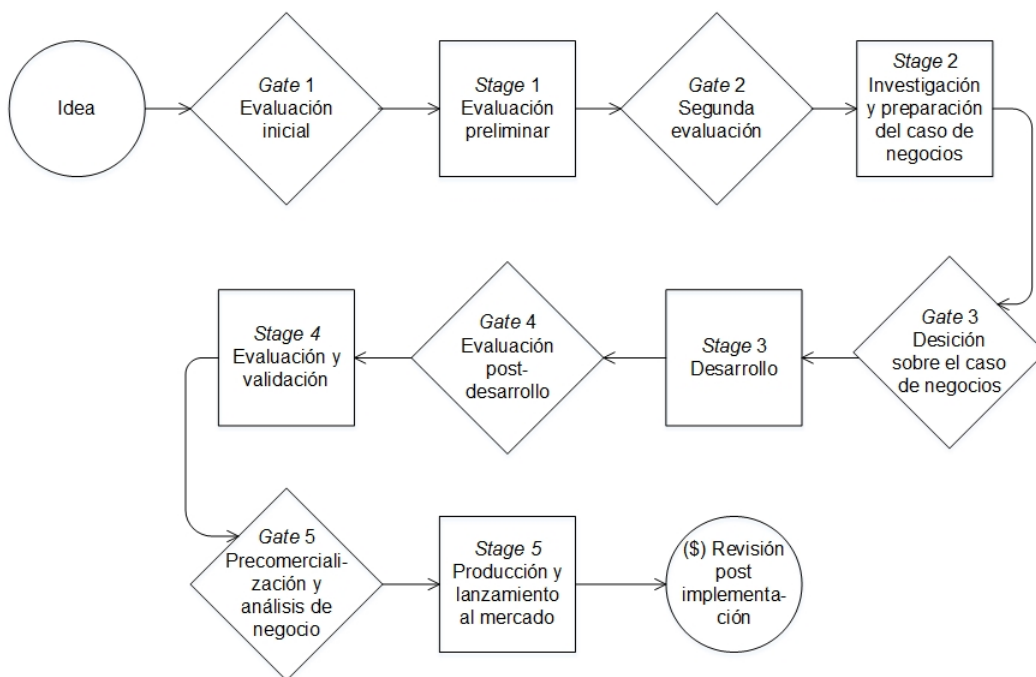 Idea
Gate 1
Evaluación
inicial
Stage 1
Evaluación
preliminar
Gate 2
Segunda
evaluación
Stage 2
Investigación
y preparación
del caso de
negocios
Gate 3
Desición
sobre el caso
de negocios
Stage 3
Desarrollo
Gate 4
Evaluación
post-
desarrollo
Stage 4
Evaluación y
validación
Gate 5
Precomerciali-
zación y
análisis de
negocio
Stage 5
Producción y
lanzamiento
al mercado
($) Revisión
post
implementa-
ción